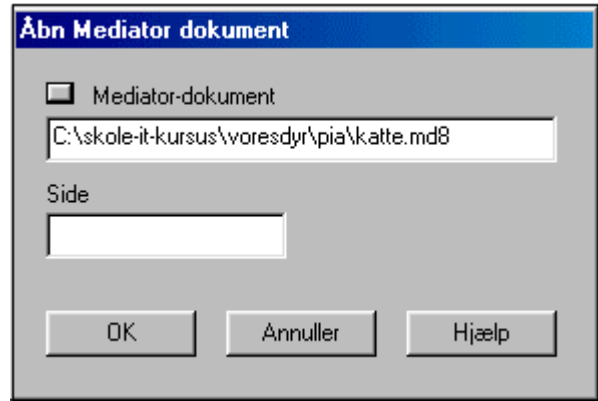 Åbn Mediator dokument
Mediator-dokument
C:\skole-it-kursus\voresdyr\pia\katte.md8
Side
OK Annuller Hjælp